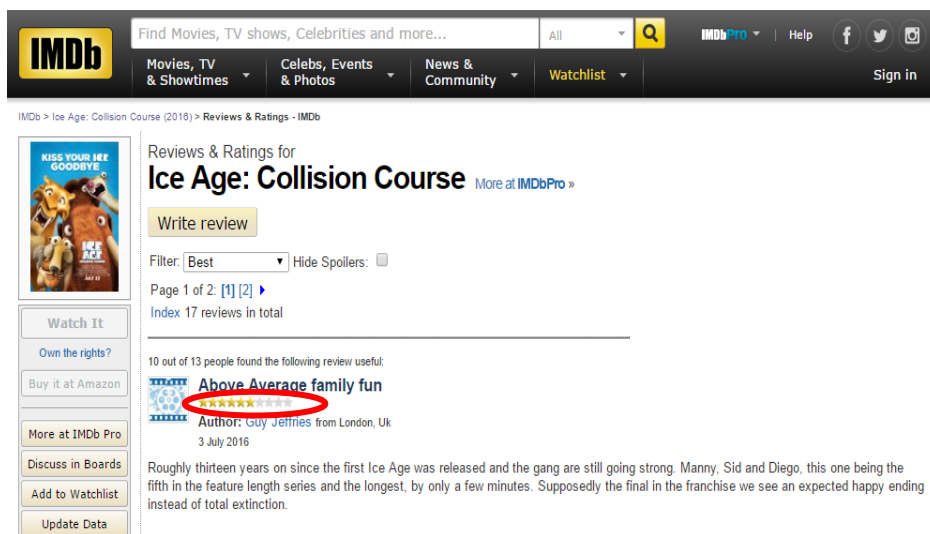 IMDb
Find Movies, TV shows, Celebrities and more...
All
IMDbPro
Help
Movies, TV & Showtimes
Celebs, Events & Photos
News & Community
Watchlist
Sign in
IMDb > Ice Age: Collision Course (2016) > Reviews & Ratings - IMDb
KISS YOUR ICE
GOODBYE
ICE
AGE
Reviews & Ratings for
Ice Age: Collision Course More at IMDbPro »
Write review
Filter: Best Hide Spoilers:
Page 1 of 2: [1] [2]
Index 17 reviews in total
Watch It
Own the rights?
Buy it at Amazon
More at IMDb Pro
Discuss in Boards
Add to Watchlist
Update Data
10 out of 13 people found the following review useful:
Above Average family fun
Author: Guy Jeffries from London, Uk
3 July 2016
Roughly thirteen years on since the first Ice Age was released and the gang are still going strong. Manny, Sid and Diego, this one being the
fifth in the feature length series and the longest, by only a few minutes. Supposedly the final in the franchise we see an expected happy ending
instead of total extinction.